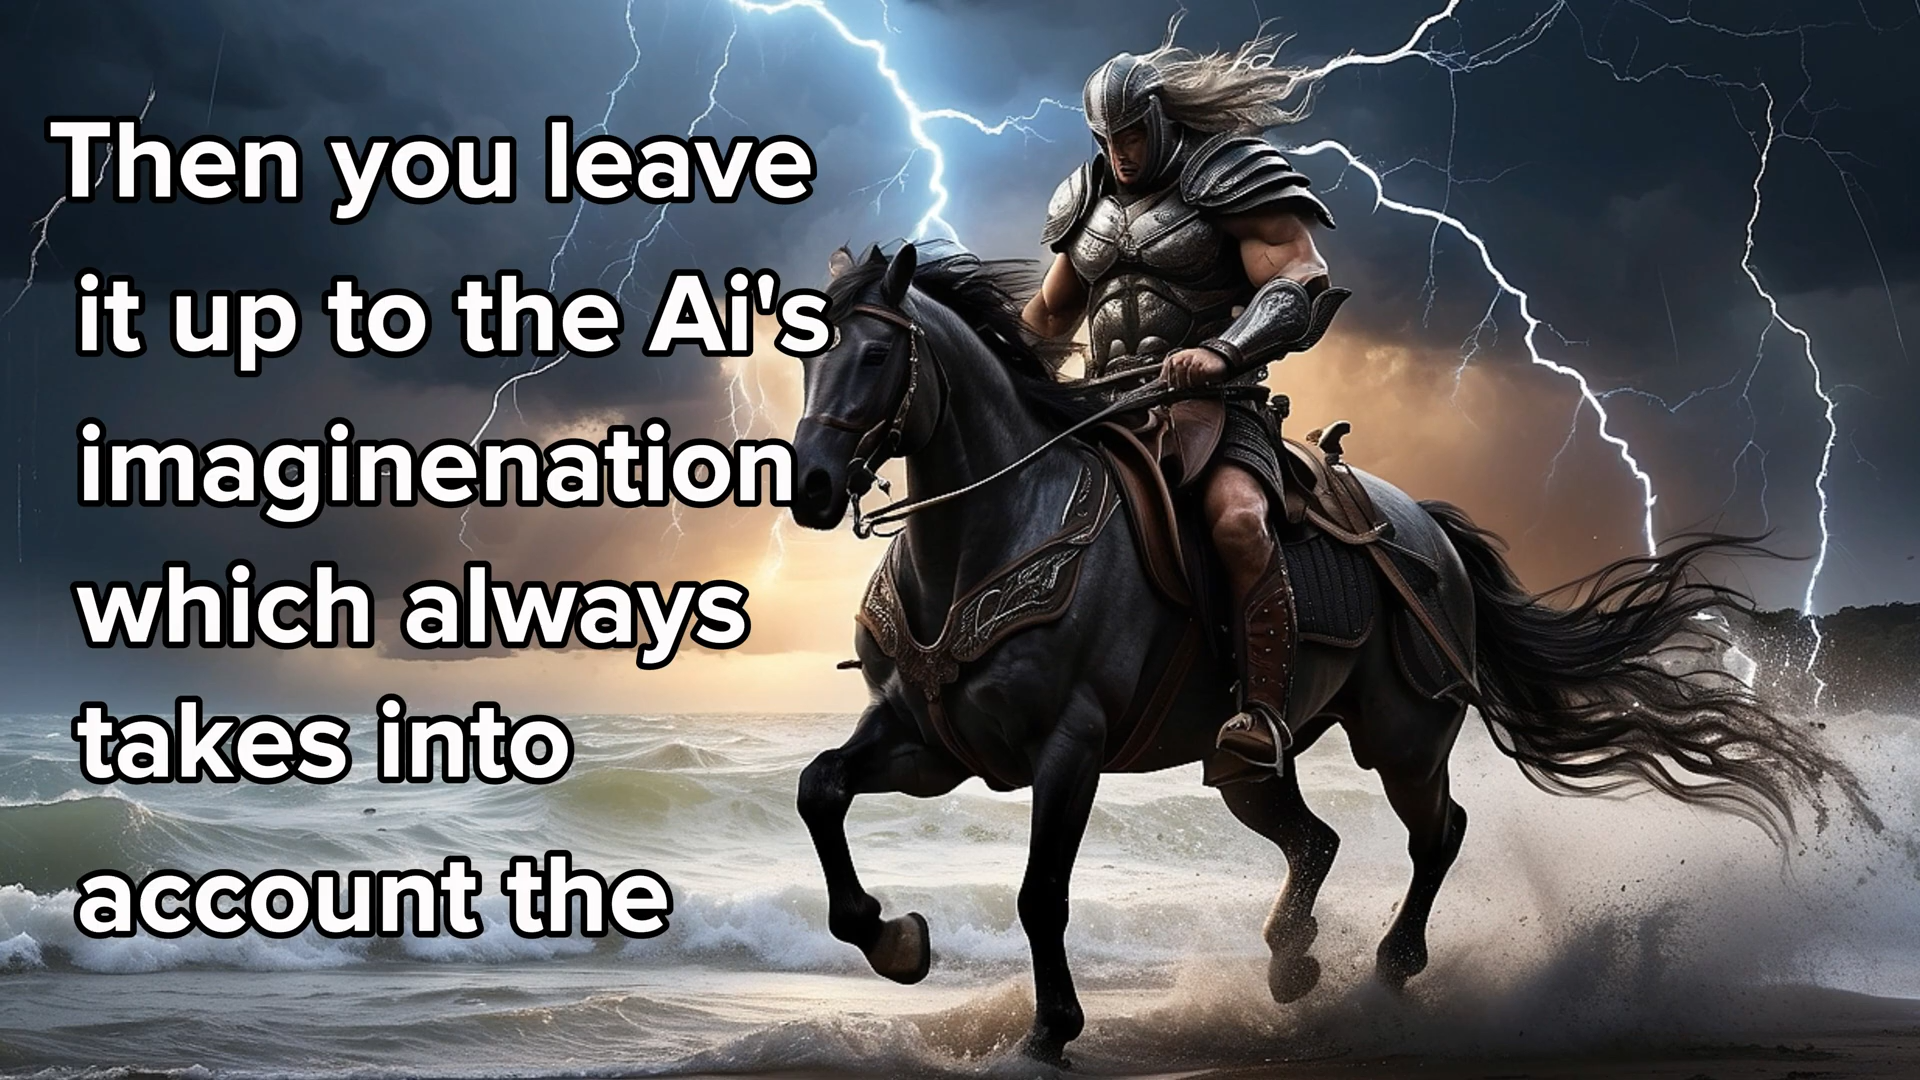 Then you leave
it up to the Ai's
imaginenation
which always
takes into
account the